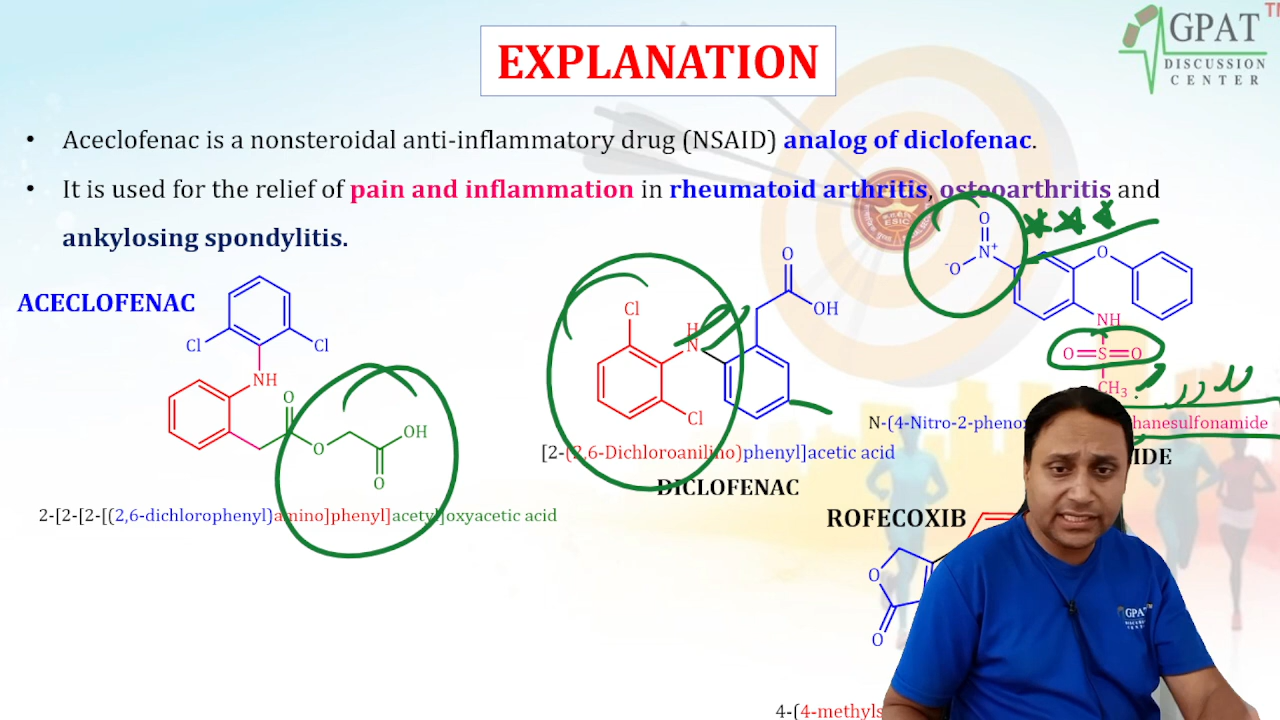 EXPLANATION
GPAT
DISCUSSION
CENTER
• Aceclofenac is a nonsteroidal anti-inflammatory drug (NSAID) analog of diclofenac.
• It is used for the relief of pain and inflammation in rheumatoid arthritis, osteoarthritis and
ankylosing spondylitis.
ACECLOFENAC
Cl
Cl
NH
O
O
OH
O
2-[2-[2-[(2,6-dichlorophenyl)amino]phenyl]acetyl]oxyacetic acid
Cl
H
N
Cl
O
OH
[2-(2,6-Dichloroanilino)phenyl]acetic acid
DICLOFENAC
O
N+
-O
O
NH
O=S=O
CH3
N-(4-Nitro-2-pheno
hanesulfonamide
IDE
ROFECOXIB
O
O
4-(4-methyls
GPAT